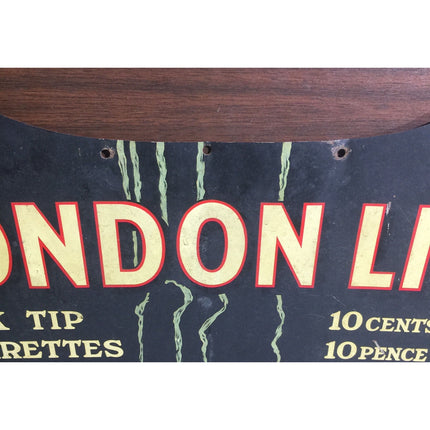 ONDON LI
K TIP
RETTES
10 CENTS
10 PENCE